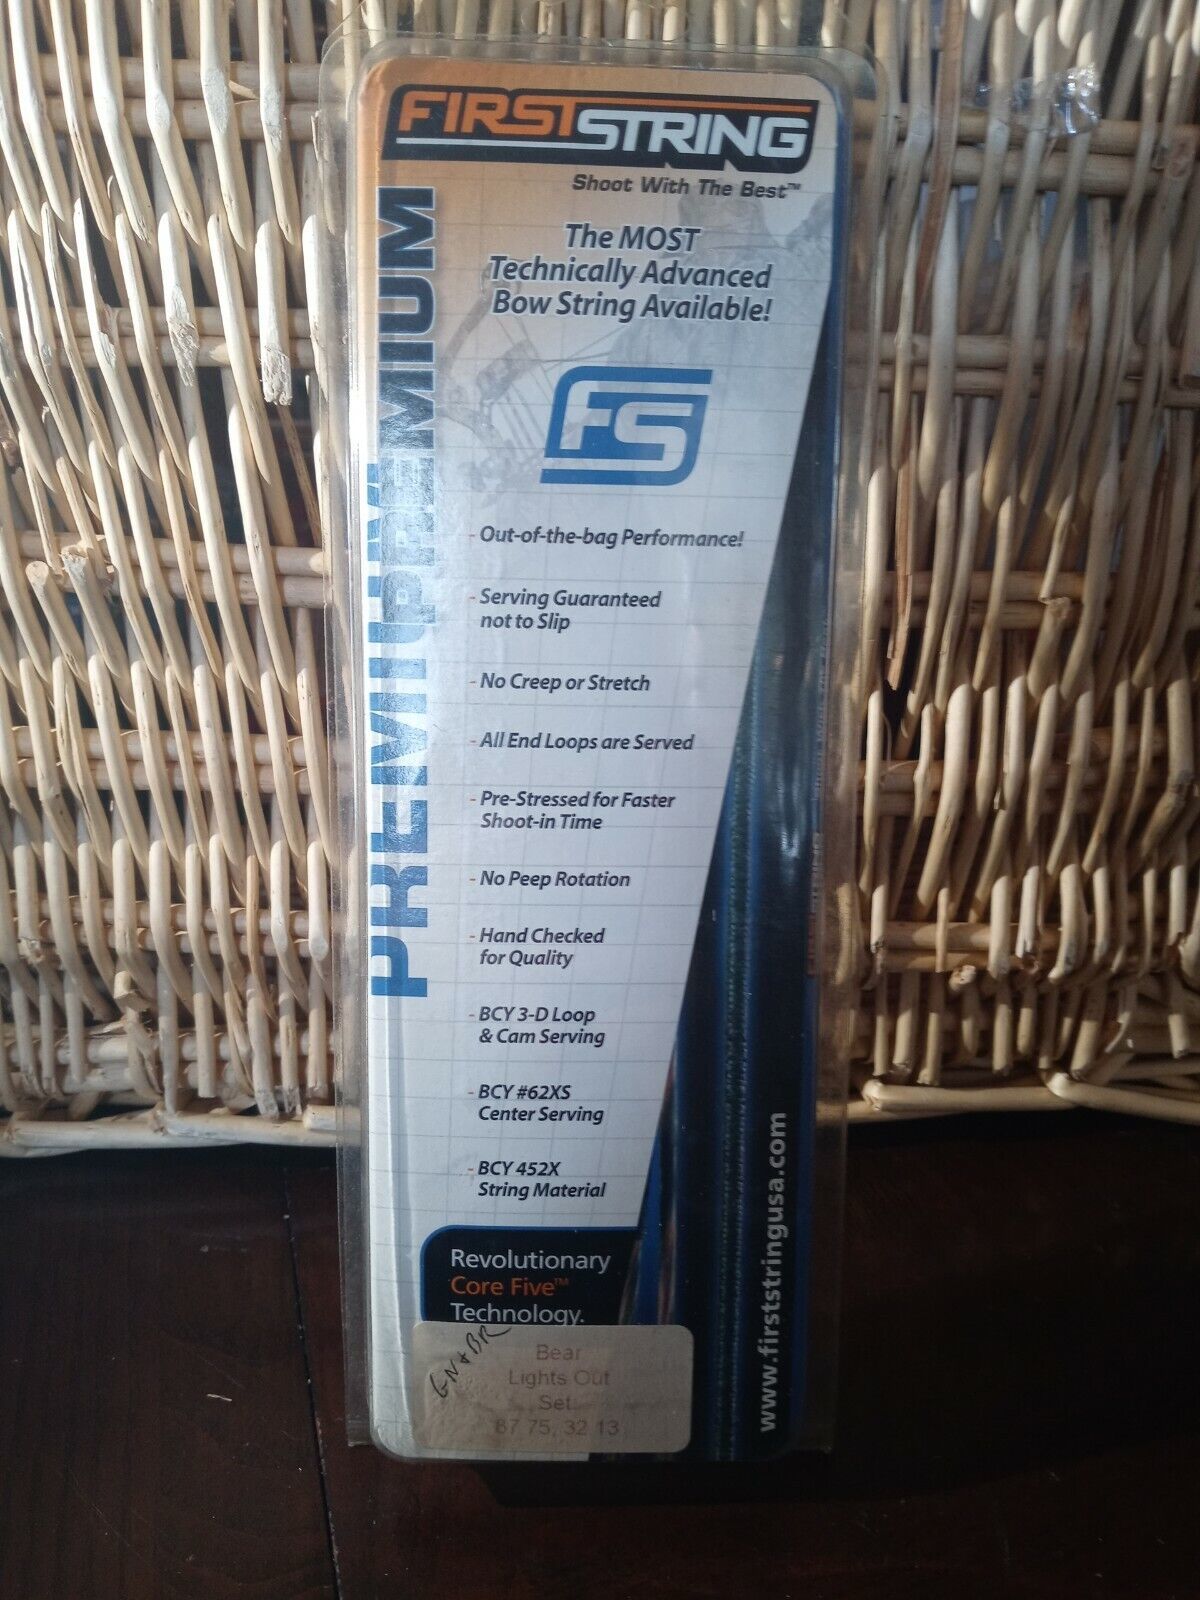 FIRSTSTRING
Shoot With The Best™
The MOST
Technically Advanced
Bow String Available!
PREMIUM
PREMIUM
FS
- Out-of-the-bag Performance!
- Serving Guaranteed
not to Slip
- No Creep or Stretch
- All End Loops are Served
- Pre-Stressed for Faster
Shoot-in Time
- No Peep Rotation
- Hand Checked
for Quality
- BCY 3-D Loop
& Cam Serving
- BCY #62XS
Center Serving
- BCY 452X
String Material
Revolutionary
Core Five™
Technology.
GN & BR
Bear
Lights Out
Set
87 75, 32 13
www.firststringusa.com